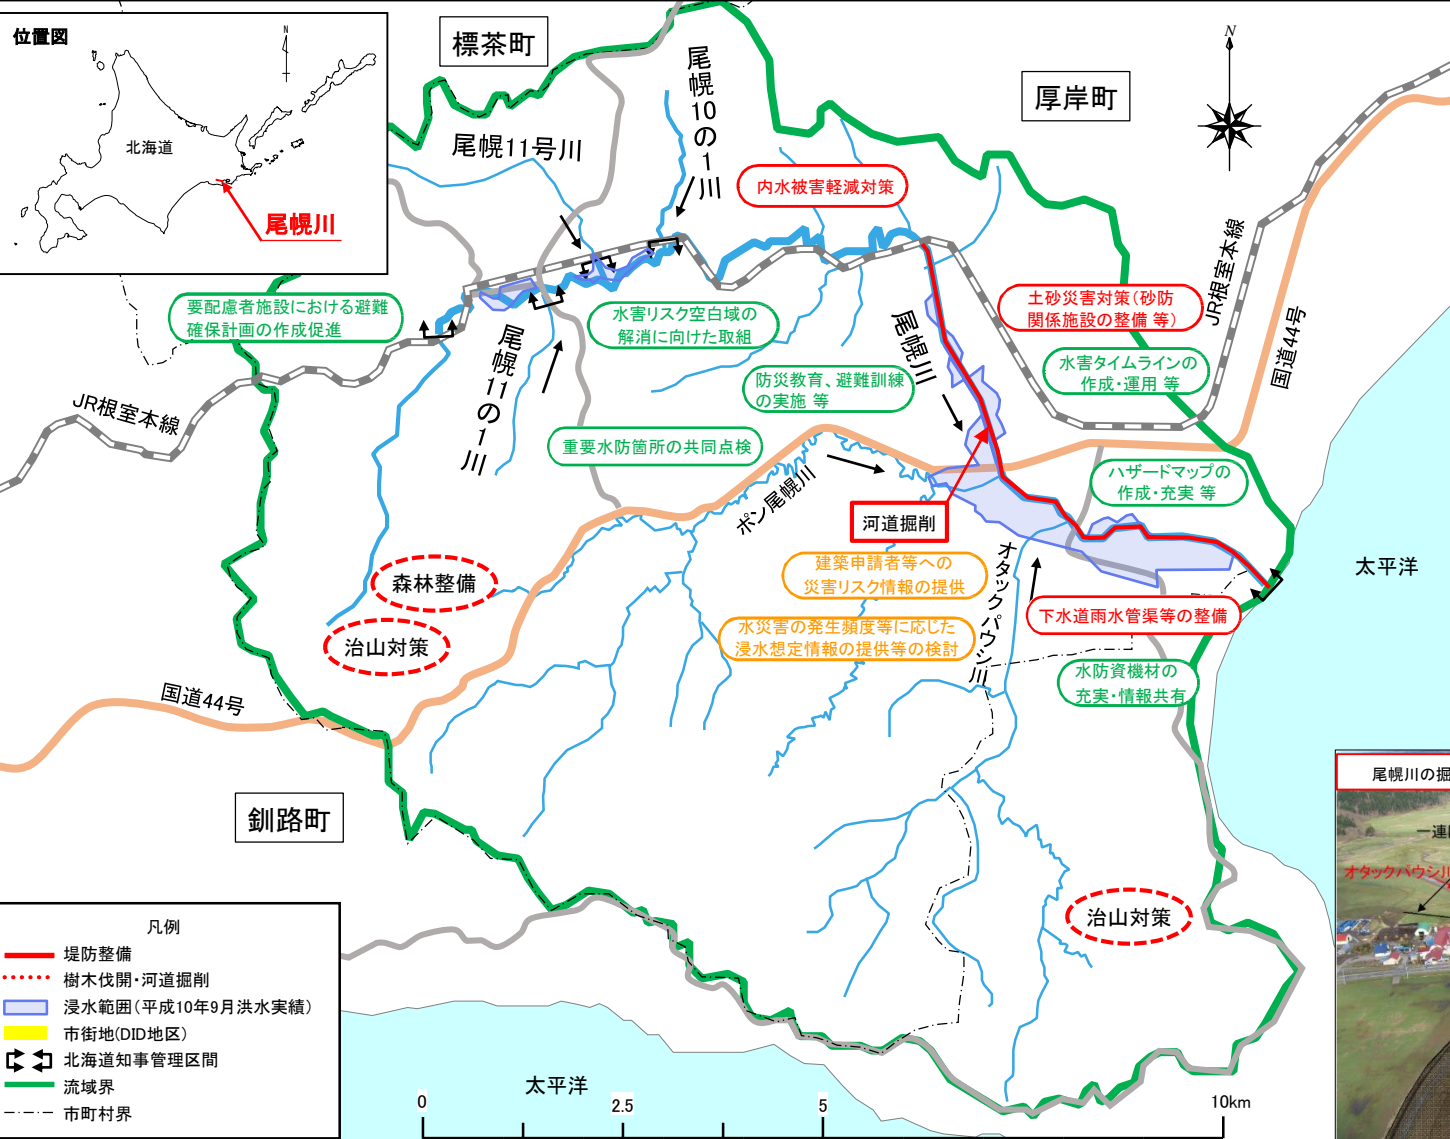 位置図
N
北海道
尾幌川
標茶町
厚岸町
N
尾幌10の1川
尾幌11号川
内水被害軽減対策
JR根室本線
土砂災害対策(砂防
関係施設の整備 等)
要配慮者施設における避難
確保計画の作成促進
水害リスク空白域の
解消に向けた取組
尾幌川
国道44号
尾幌11の1川
水害タイムラインの
作成・運用 等
防災教育、避難訓練
の実施 等
JR根室本線
重要水防箇所の共同点検
ハザードマップの
作成・充実 等
ポン尾幌川
河道掘削
オタックパウシ川
太平洋
建築申請者等への
災害リスク情報の提供
森林整備
下水道雨水管渠等の整備
水災害の発生頻度等に応じた
浸水想定情報の提供等の検討
治山対策
水防資機材の
充実・情報共有
国道44号
釧路町
尾幌川の掘
一連
オタックパウシ川
治山対策
凡例
堤防整備
樹木伐開・河道掘削
浸水範囲(平成10年9月洪水実績)
市街地(DID地区)
北海道知事管理区間
流域界
市町村界
太平洋
0
2.5
5
10km